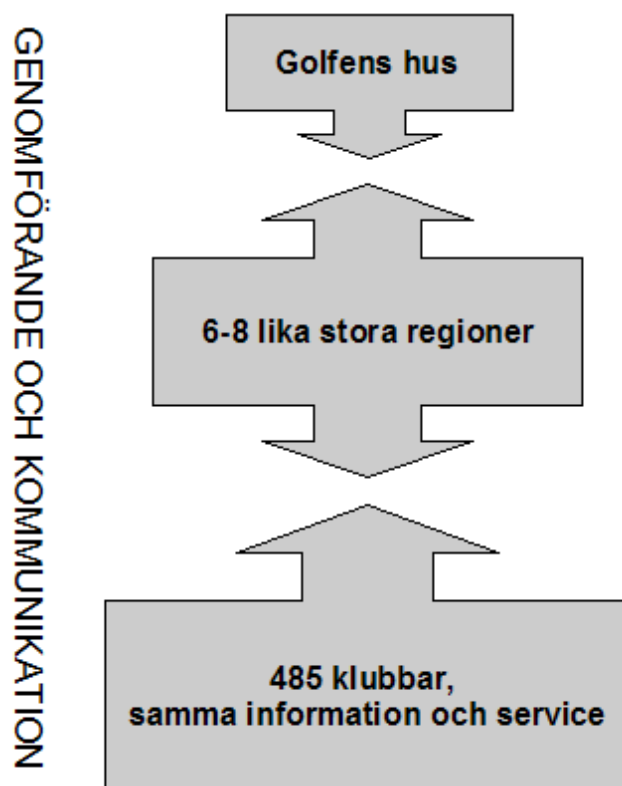 GENOMFÖRANDE OCH KOMMUNIKATION
Golfens hus
6-8 lika stora regioner
485 klubbar,
samma information och service